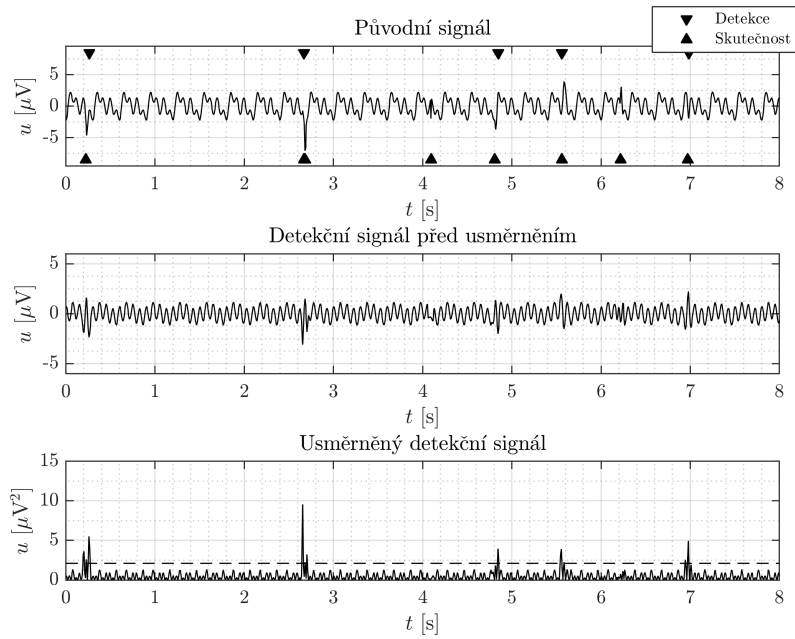 Původní signál
Detekce
Skutečnost
u [μV]
5
0
-5
0 1 2 3 4 5 6 7 8
t [s]
Detekční signál před usměrněním
u [μV]
5
0
-5
0 1 2 3 4 5 6 7 8
t [s]
Usměrněný detekční signál
u [μV²]
15
10
5
0
0 1 2 3 4 5 6 7 8
t [s]